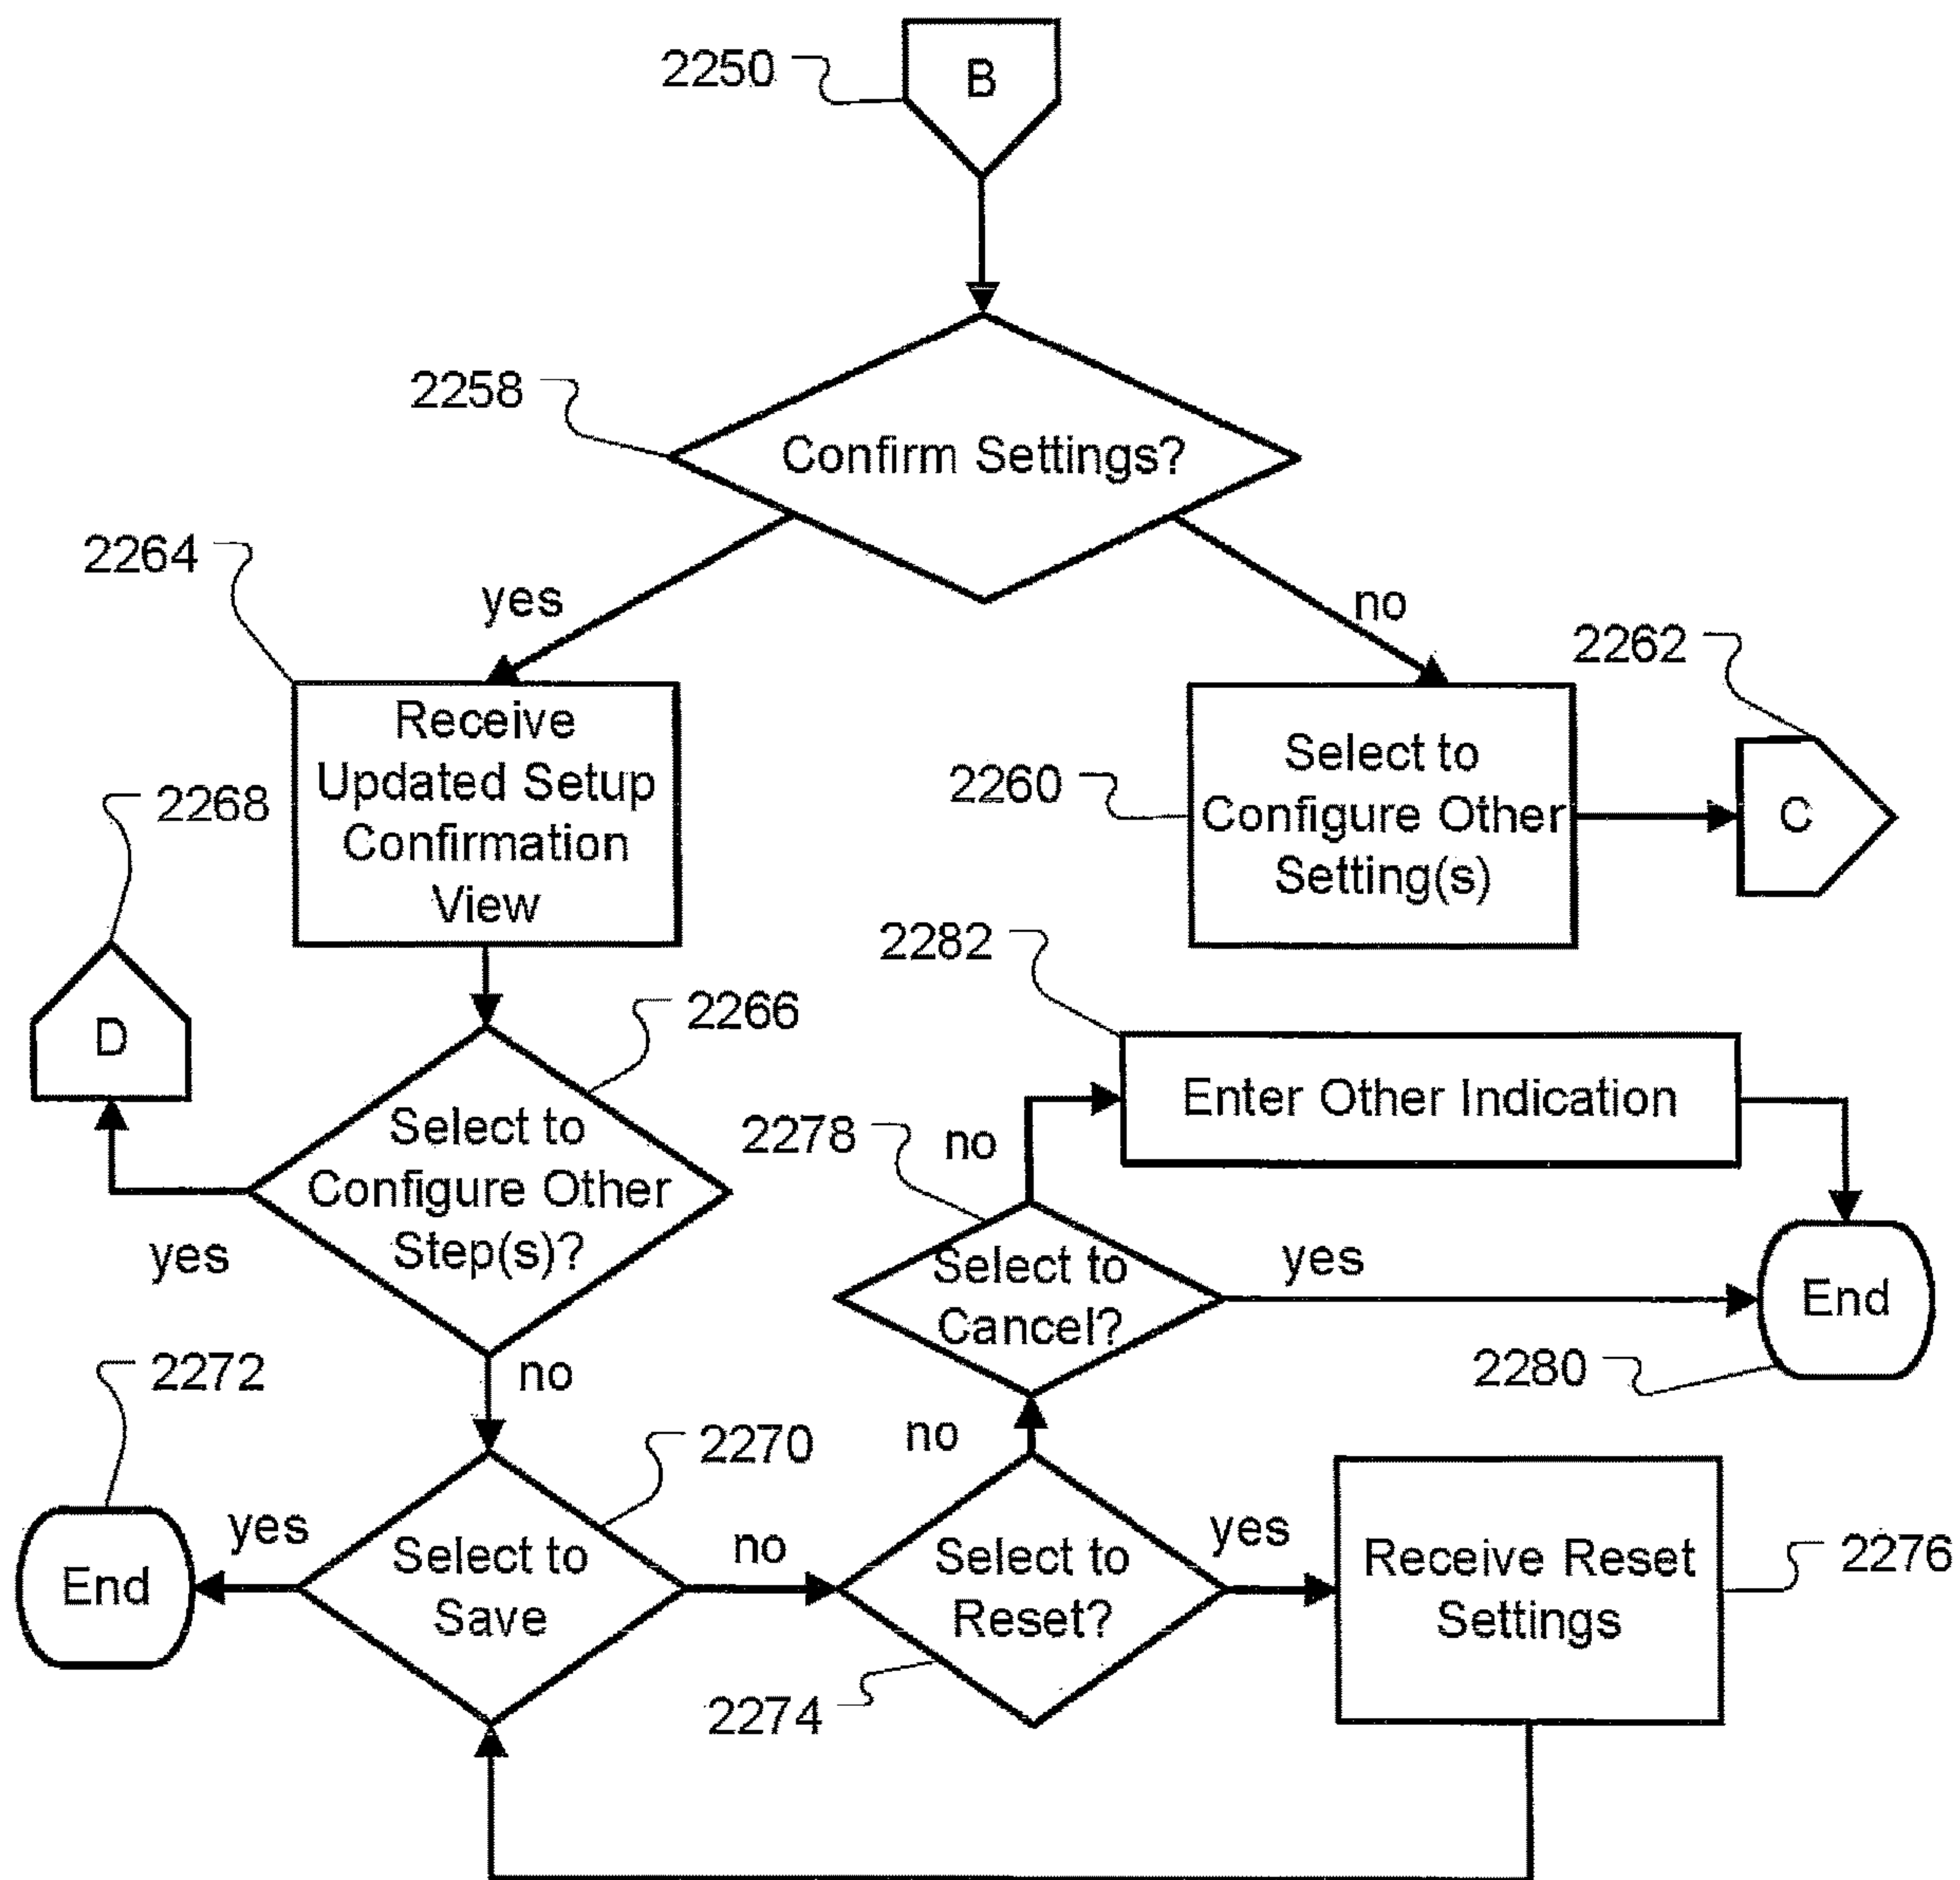 2250
B
2258
Confirm Settings?
2264
yes
no
2262
Receive
Updated Setup
Confirmation
View
2260
Select to
Configure Other
Setting(s)
C
2268
D
2266
2282
Enter Other Indication
Select to
Configure Other
Step(s)?
yes
2278
no
Select to
Cancel?
yes
End
2280
no
2272
2270
no
End
yes
Select to
Save
no
Select to
Reset?
yes
Receive Reset
Settings
2276
2274